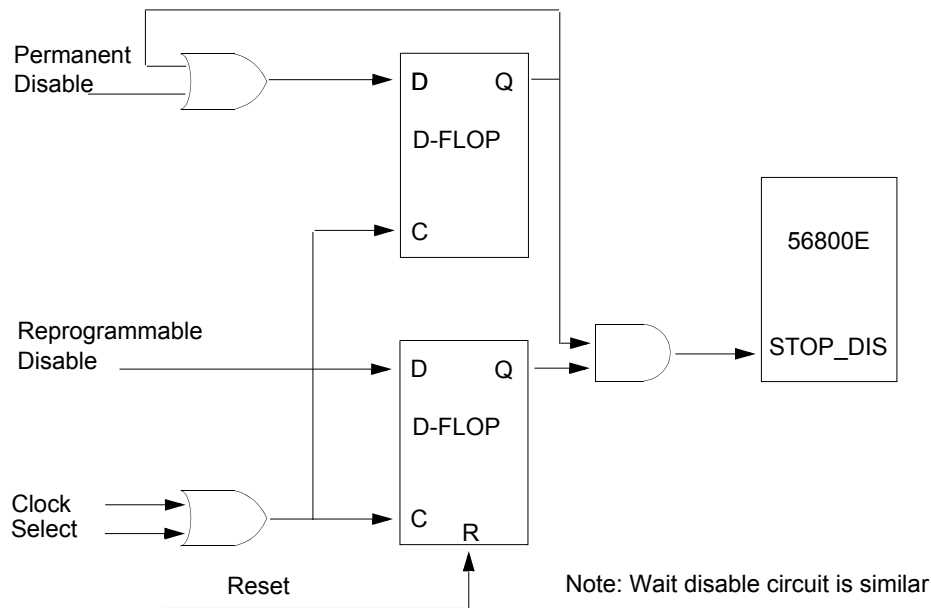 Permanent
Disable
D Q
D-FLOP
C
56800E
STOP_DIS
Reprogrammable
Disable
D Q
D-FLOP
C
R
Clock
Select
Reset
Note: Wait disable circuit is similar